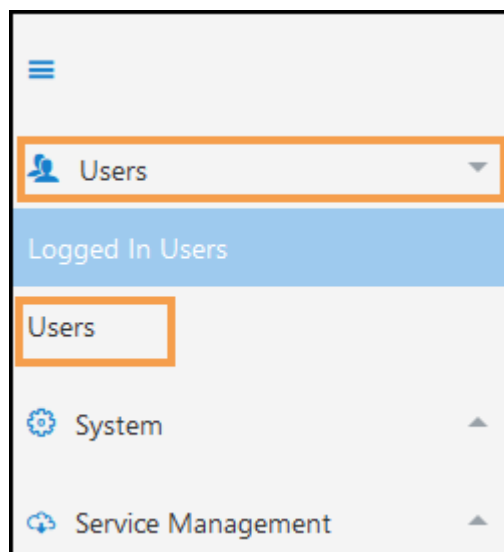 Users
Logged In Users
Users
System
Service Management